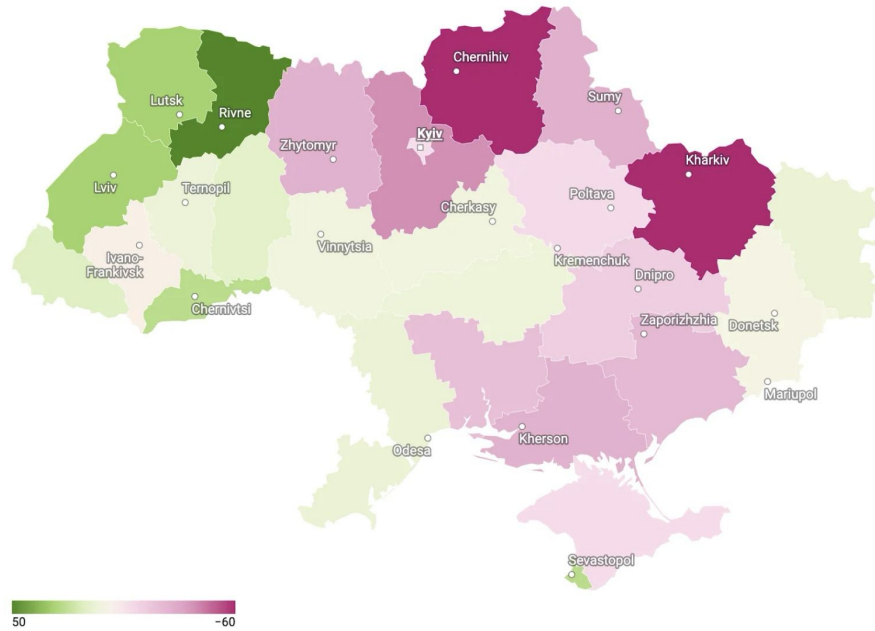 Chernihiv
Sumy
Lutsk
Rivne
Kyiv
Zhytomyr
Kharkiv
Lviv
Ternopil
Poltava
Cherkasy
Vinnytsia
Ivano-
Frankivsk
Kremenchuk
Dnipro
Chernivtsi
Zaporizhzhia
Donetsk
Mariupol
Kherson
Odesa
Sevastopol
50
−60